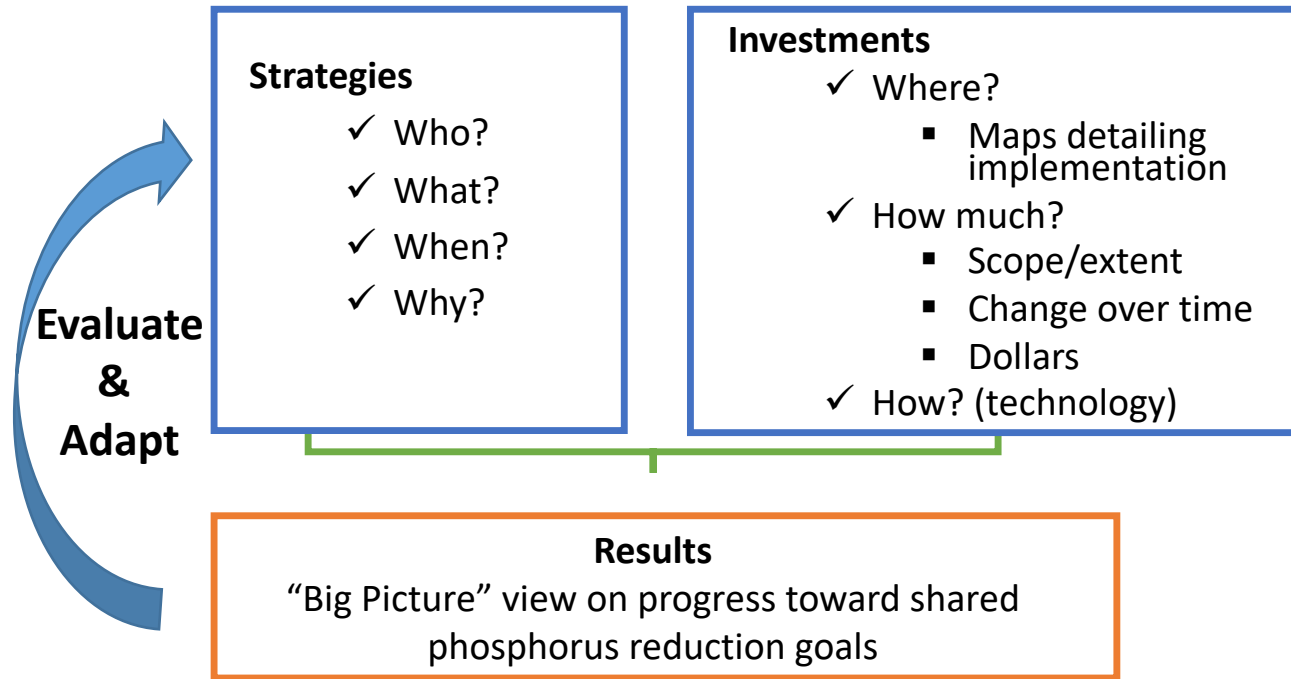 Strategies
✓ Who?
✓ What?
✓ When?
✓ Why?
Investments
✓ Where?
▪ Maps detailing
implementation
✓ How much?
▪ Scope/extent
▪ Change over time
▪ Dollars
✓ How? (technology)
Evaluate
&
Adapt
Results
“Big Picture” view on progress toward shared
phosphorus reduction goals